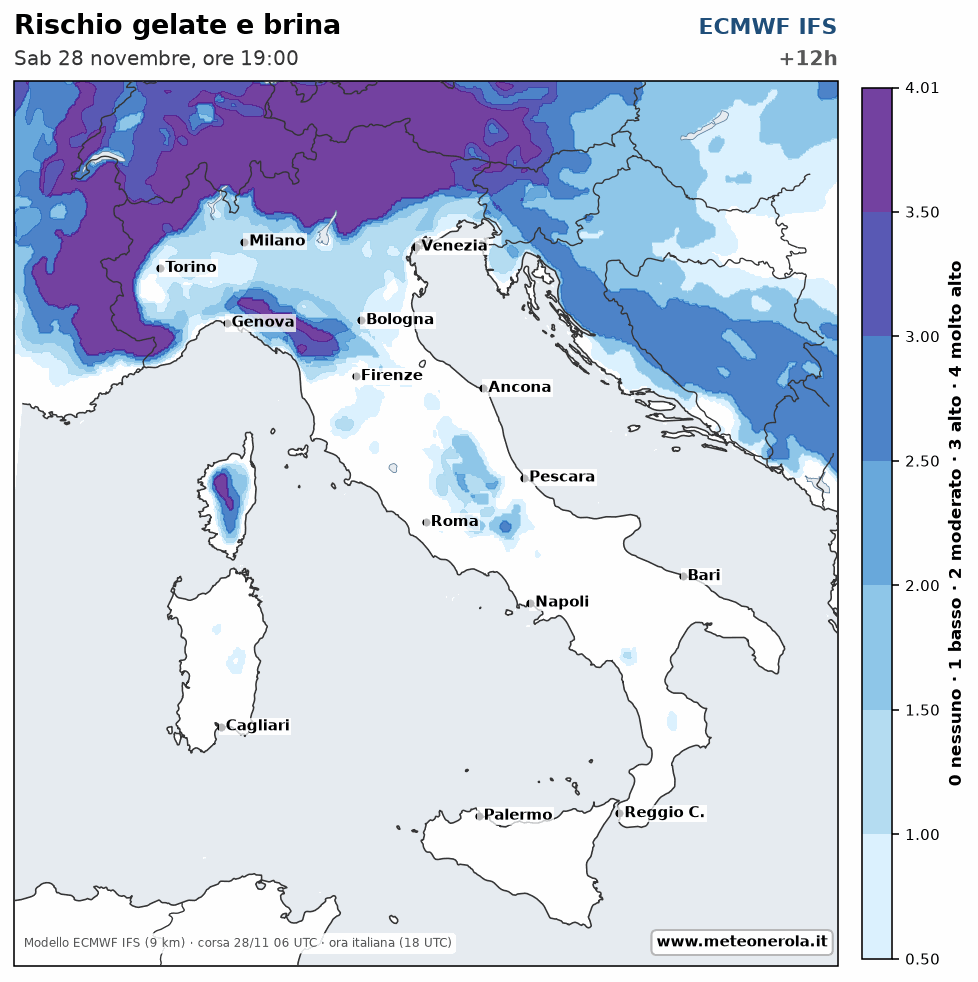 Rischio gelate e brina
ECMWF IFS
Sab 28 novembre, ore 19:00
+12h
4.01
3.50
3.00
2.50
2.00
1.50
1.00
0.50
0 nessuno · 1 basso · 2 moderato · 3 alto · 4 molto alto
Milano
Venezia
Torino
Genova
Bologna
Firenze
Ancona
Pescara
Roma
Bari
Napoli
Cagliari
Palermo
Reggio C.
Modello ECMWF IFS (9 km) · corsa 28/11 06 UTC · ora italiana (18 UTC)
www.meteonerola.it